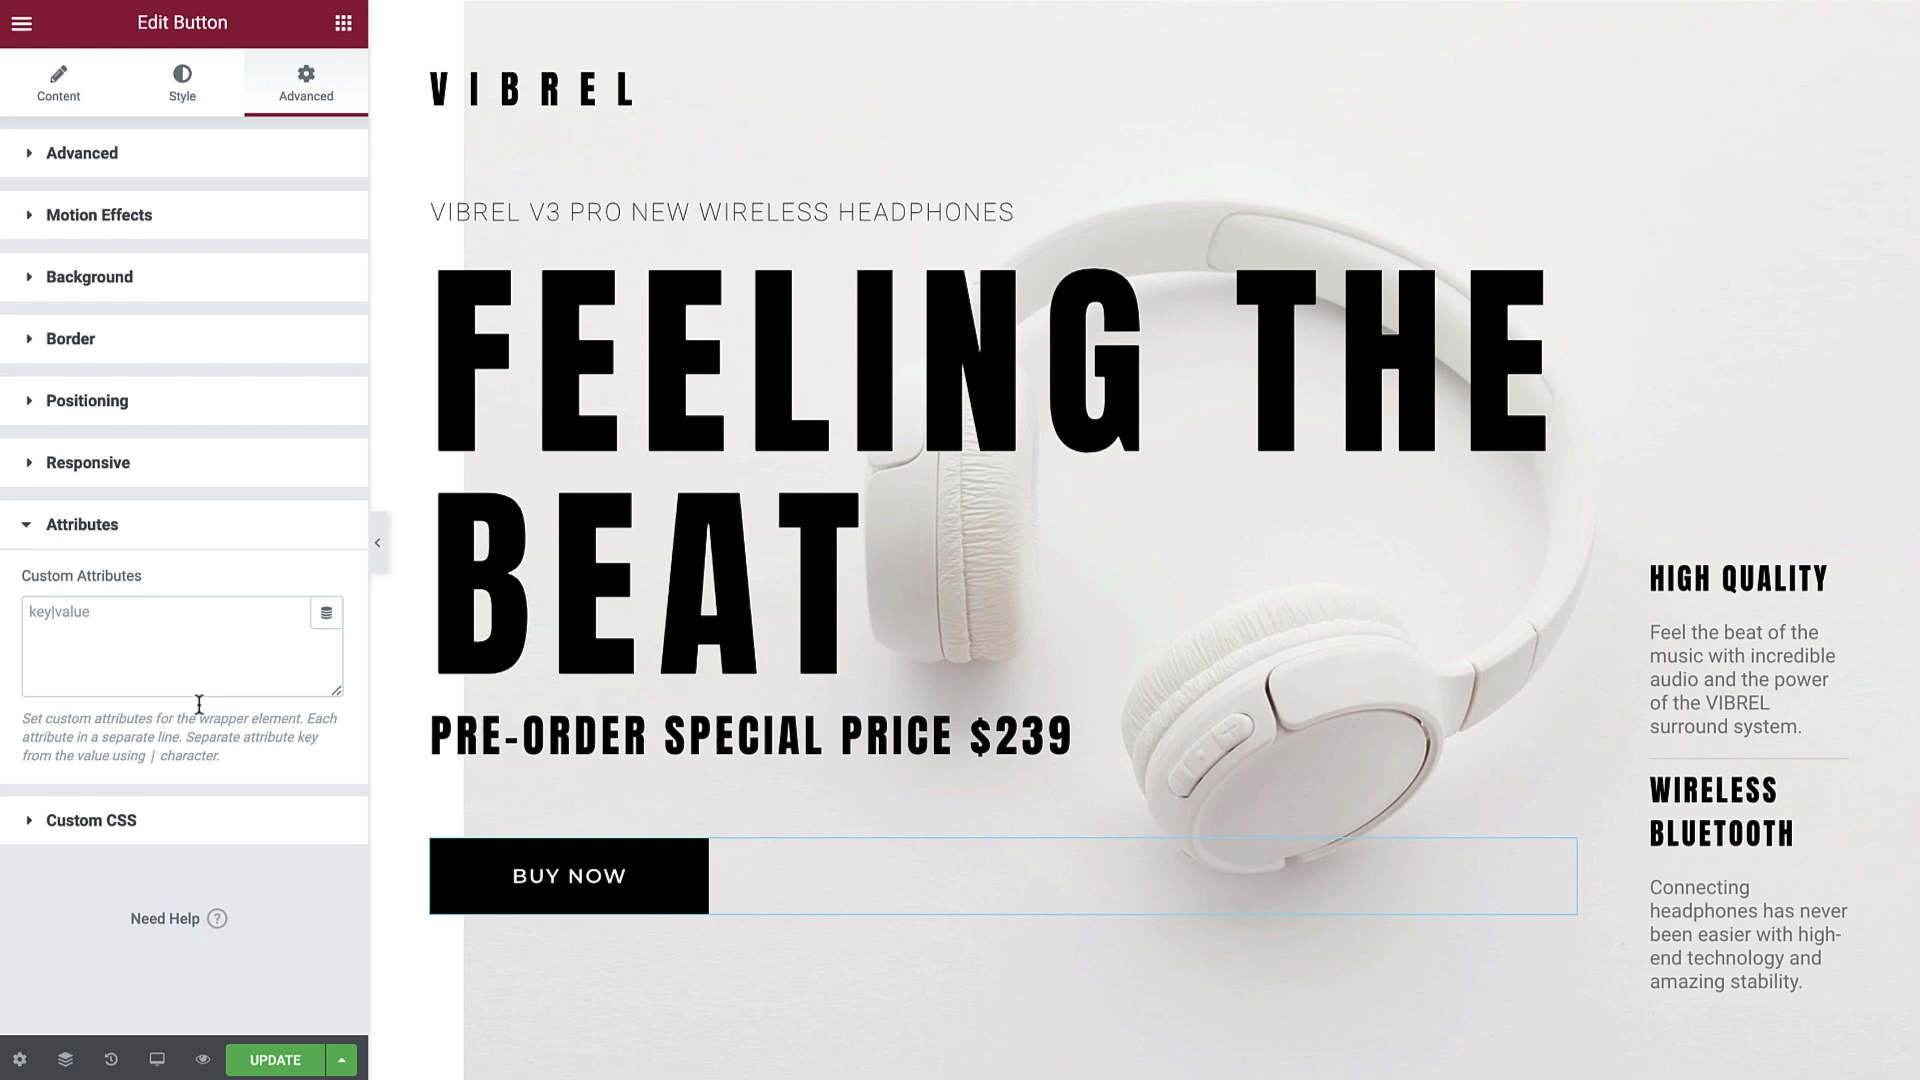 Edit Button
Content
Style
Advanced
Advanced
Motion Effects
Background
Border
Positioning
Responsive
Attributes
Custom Attributes
key|value
Set custom attributes for the wrapper element. Each
attribute in a separate line. Separate attribute key
from the value using | character.
Custom CSS
Need Help ?
UPDATE
VIBREL
VIBREL V3 PRO NEW WIRELESS HEADPHONES
FEELING THE
BEAT
PRE-ORDER SPECIAL PRICE $239
BUY NOW
HIGH QUALITY
Feel the beat of the
music with incredible
audio and the power
of the VIBREL
surround system.
WIRELESS
BLUETOOTH
Connecting
headphones has never
been easier with high-
end technology and
amazing stability.